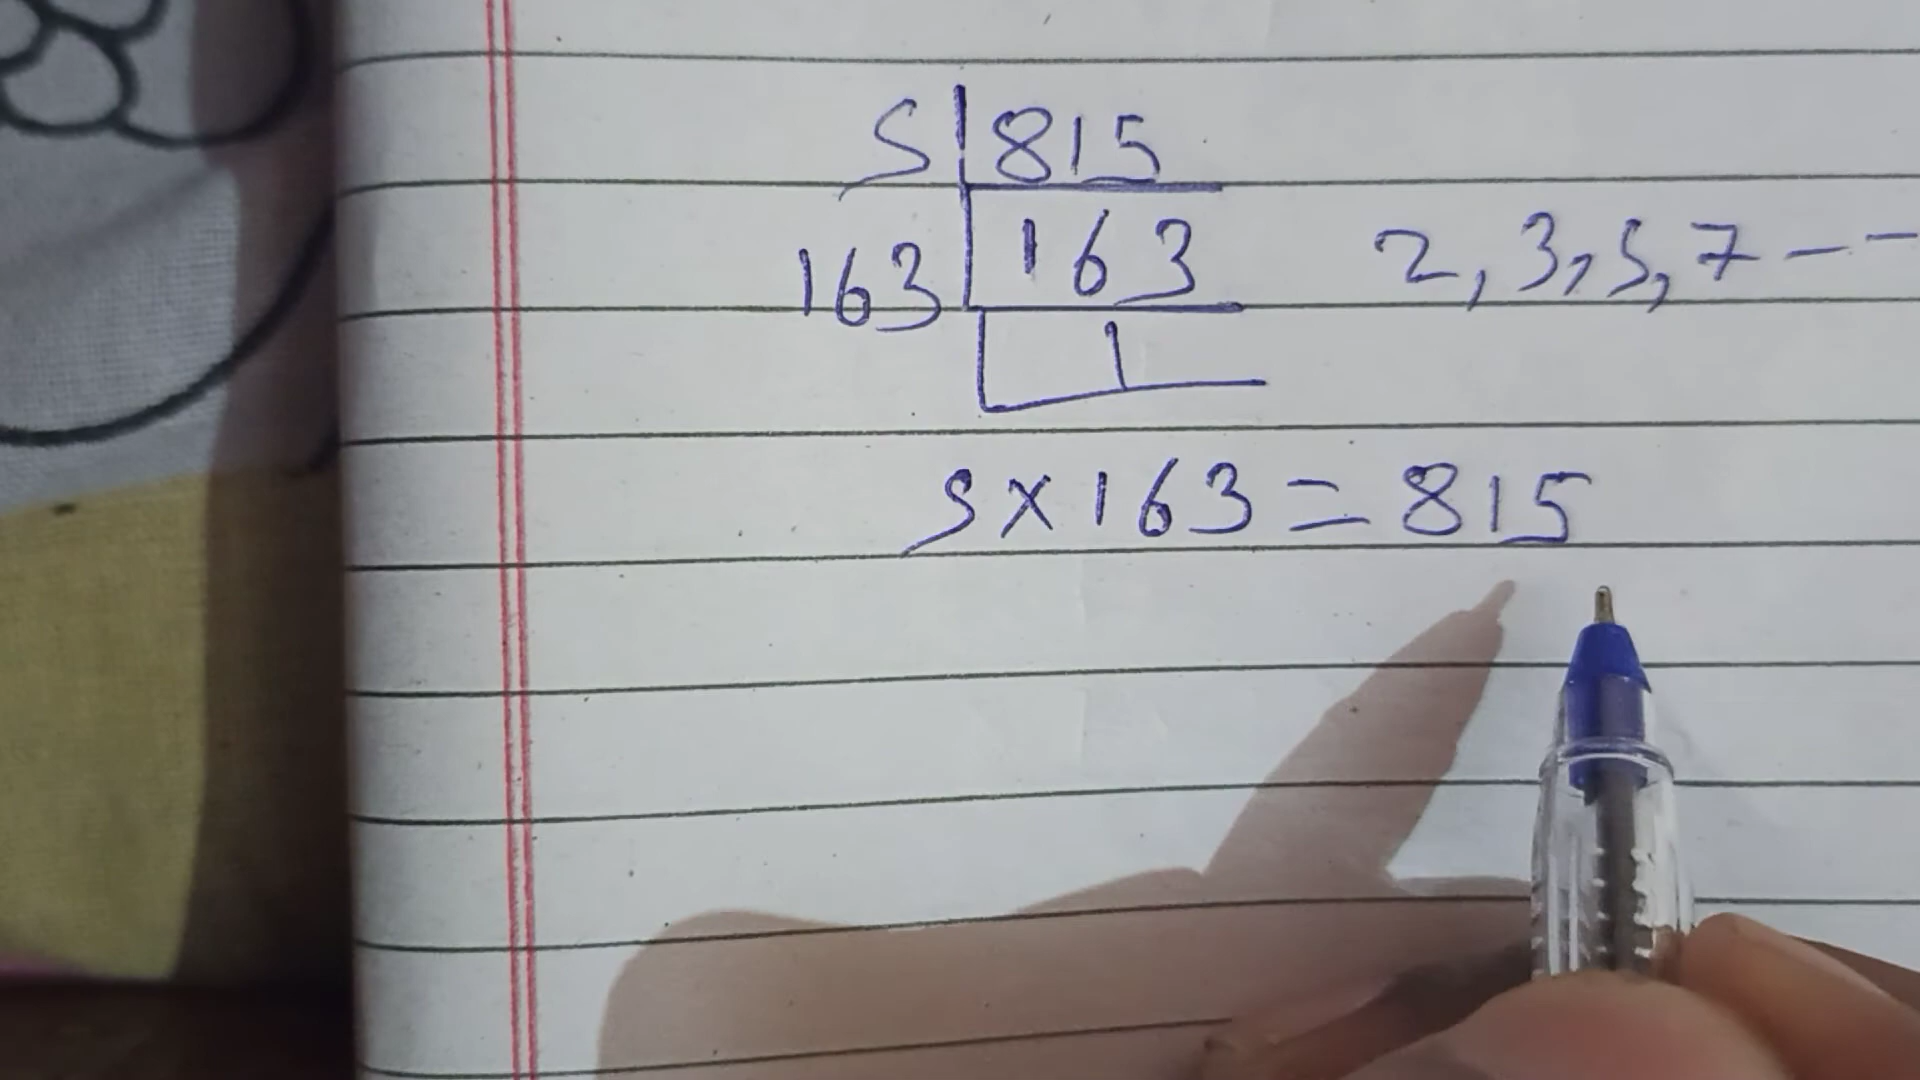 5 | 815
163 | 163 2, 3, 5, 7 - -
1
5 x 163 = 815